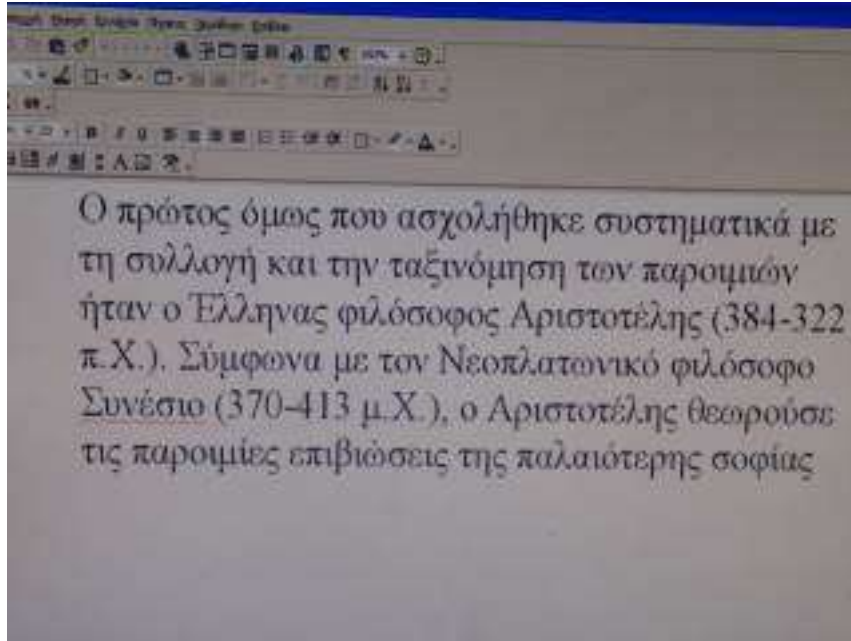 Ο πρώτος όμως που ασχολήθηκε συστηματικά με
τη συλλογή και την ταξινόμηση των παροιμιών
ήταν ο Έλληνας φιλόσοφος Αριστοτέλης (384-322
π.Χ.). Σύμφωνα με τον Νεοπλατωνικό φιλόσοφο
Συνέσιο (370-413 μ.Χ.), ο Αριστοτέλης θεωρούσε
τις παροιμίες επιβιώσεις της παλαιότερης σοφίας